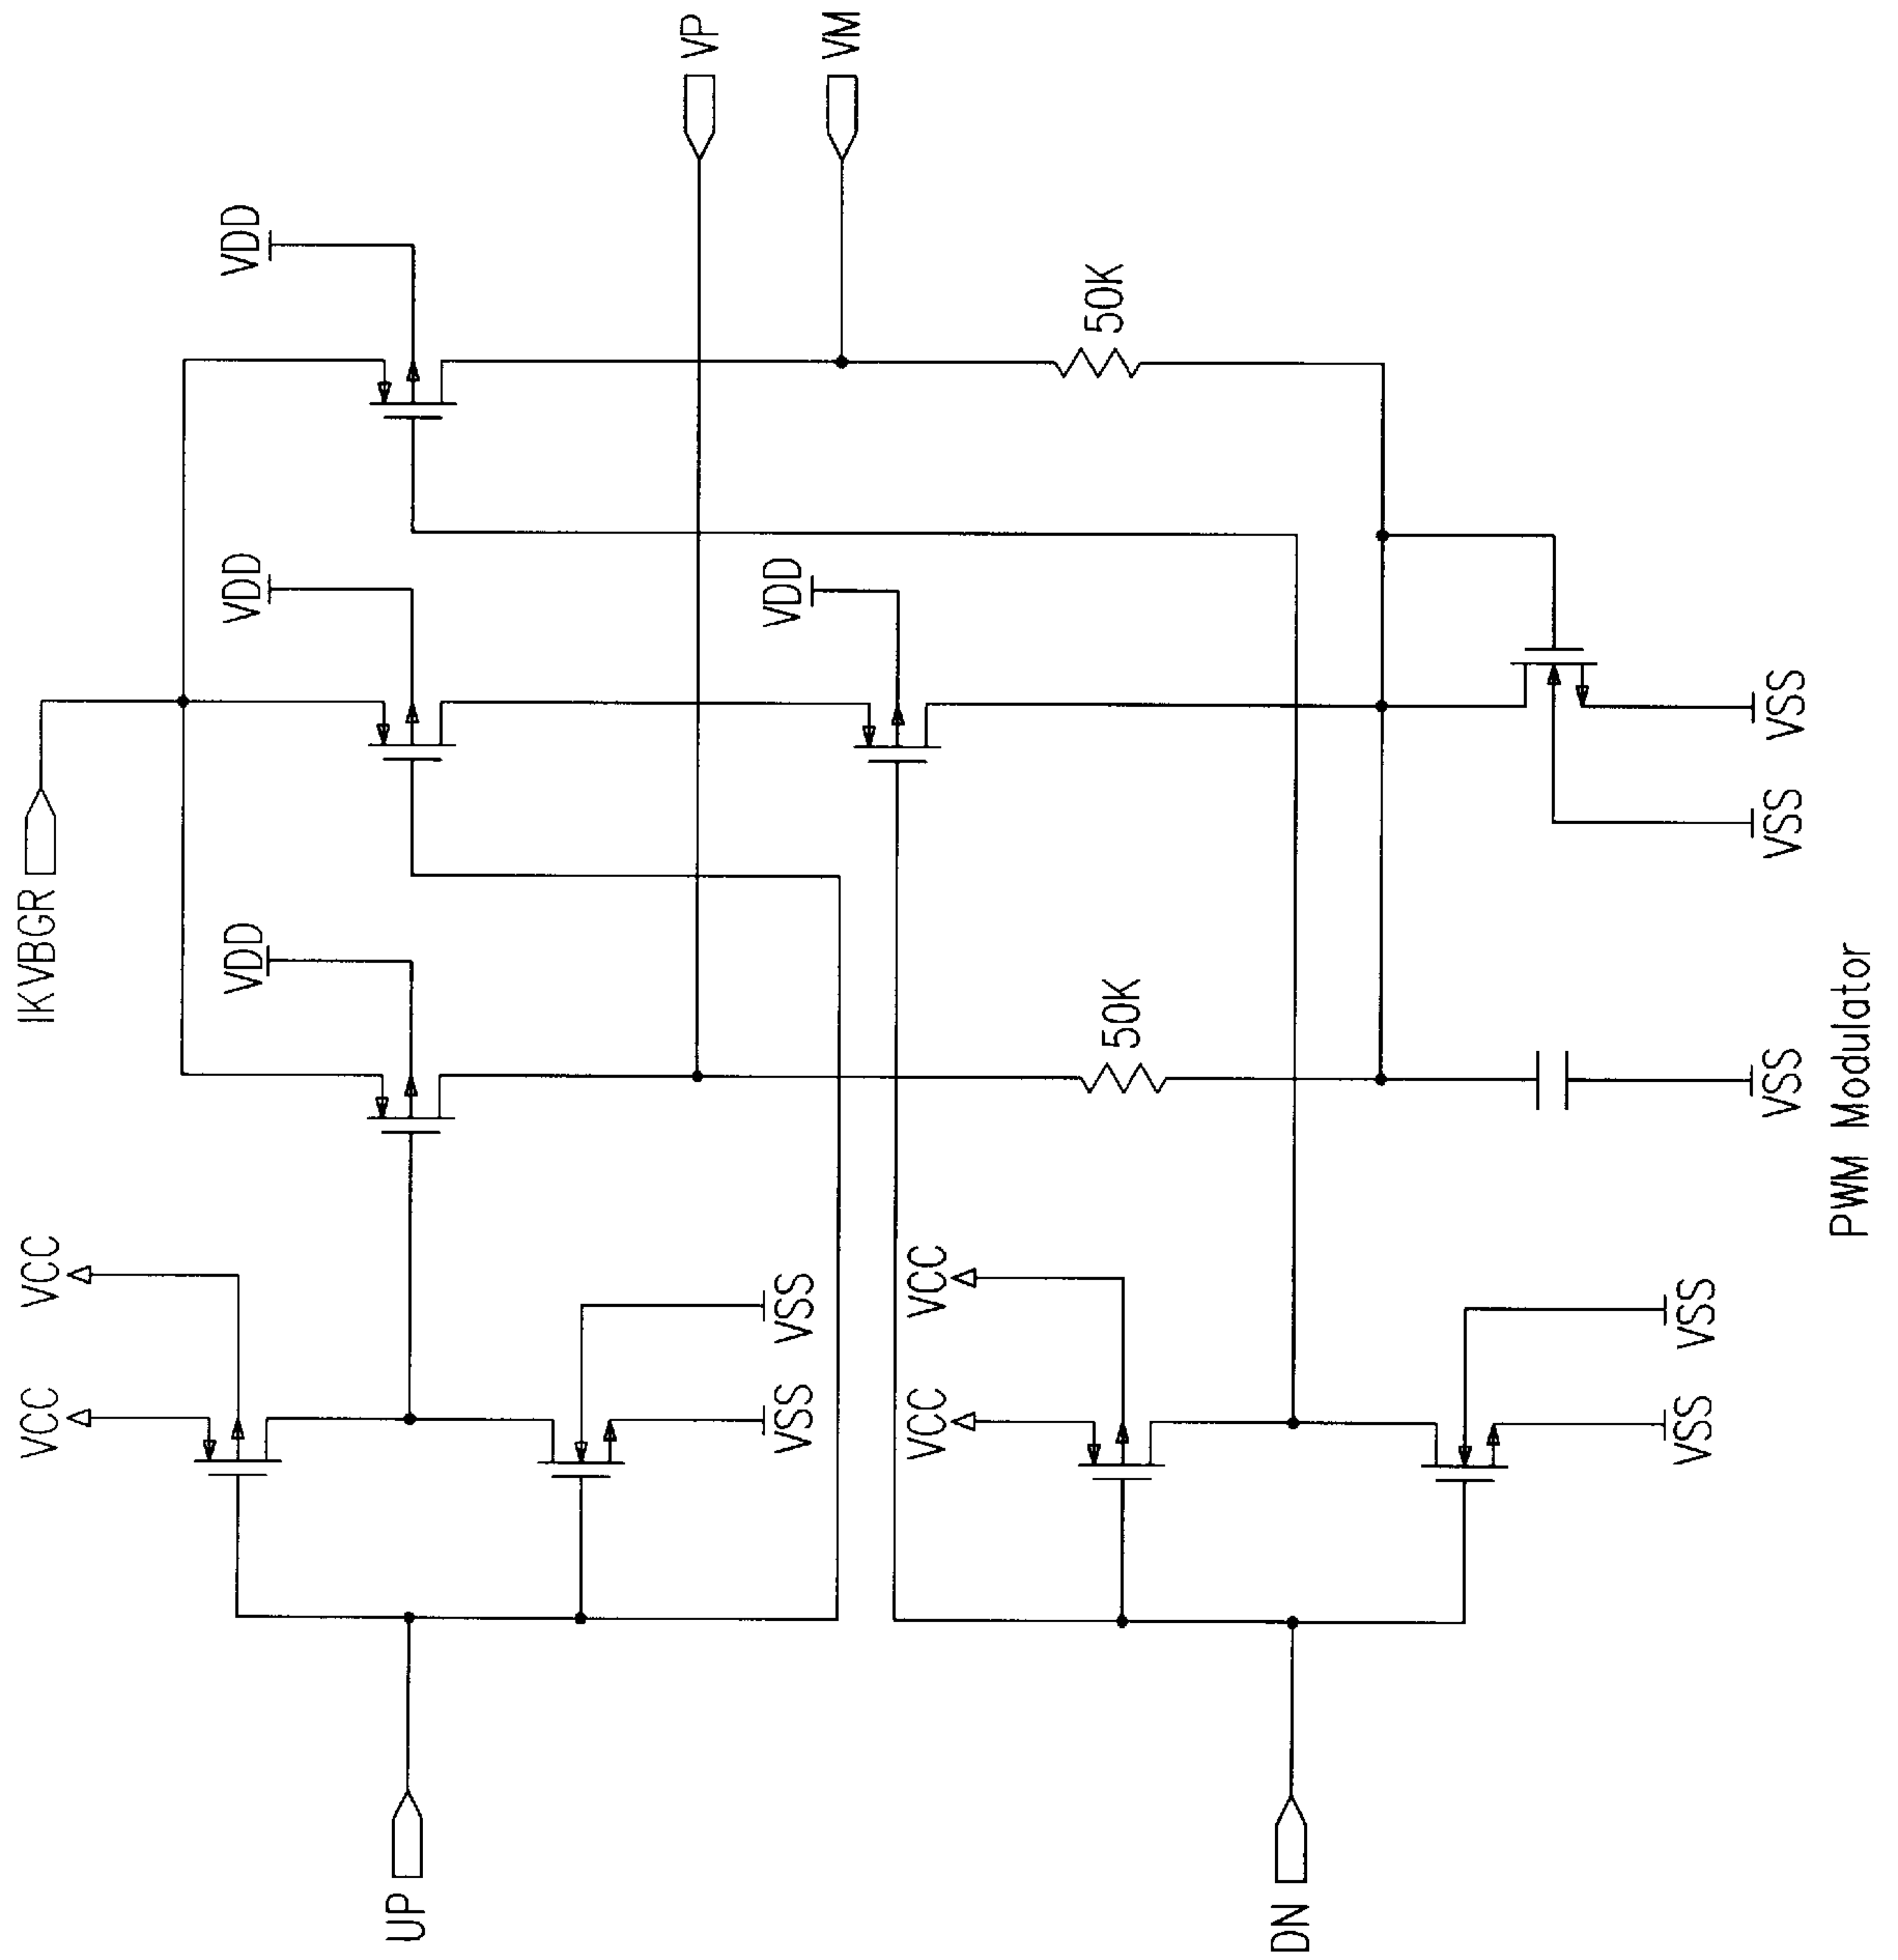 VCC
VCC
IKVBGR
VDD
VDD
VDD
UP
VP
VSS
VSS
VDD
VM
VCC
VCC
50K
50K
DN
VSS
VSS
VSS
VSS
VSS
PWM Modulator